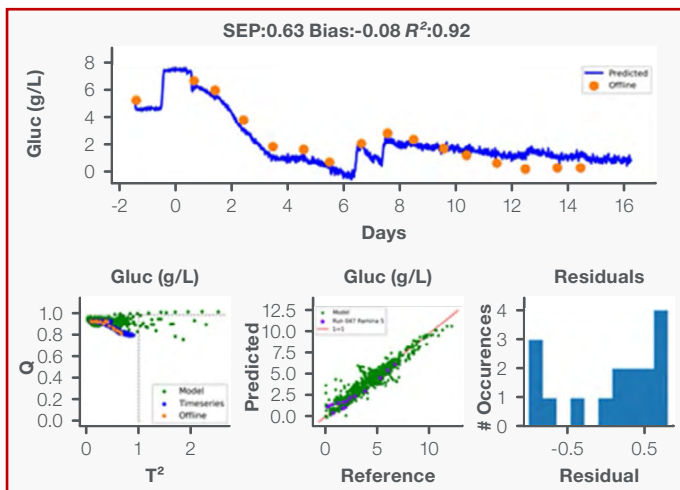 SEP:0.63 Bias:-0.08 R²:0.92
Gluc (g/L)
8
6
4
2
0
Predicted
Offline
-2 0 2 4 6 8 10 12 14 16
Days
Gluc (g/L)
Q
1.0
0.8
0.6
0.4
0.2
0.0
Model
Timeseries
Offline
0 1 2
T²
Gluc (g/L)
Predicted
12.5
10.0
7.5
5.0
2.5
0.0
Model
1=1
0 5 10
Reference
Residuals
# Occurences
4
3
2
1
0
-0.5 0.5
Residual